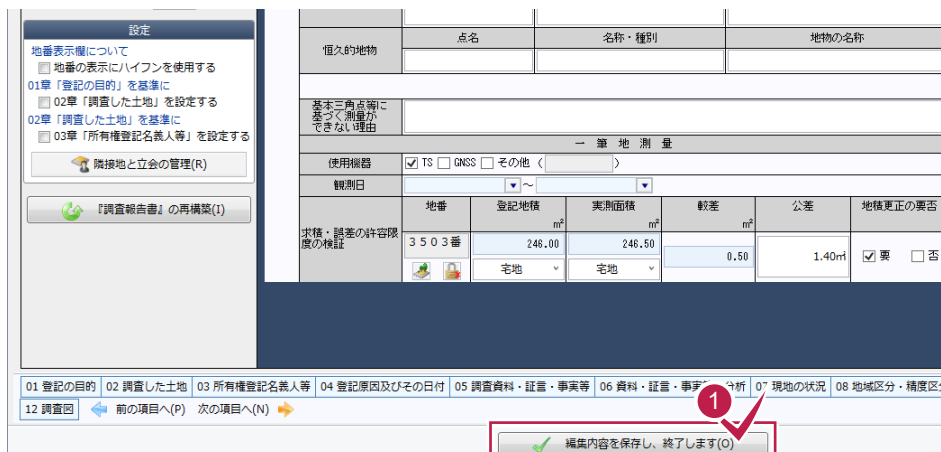 設定
地番表示欄について
地番の表示にハイフンを使用する
01章「登記の目的」を基準に
02章「調査した土地」を設定する
02章「調査した土地」を基準に
03章「所有権登記名義人等」を設定する
隣接地と立会の管理(R)
『調査報告書』の再構築(I)
恒久的地物 点名 名称・種別 地物の名称
基本三角点等に
基づく測量が
できない理由
一 筆 地 測 量
使用機器 TS GNSS その他 ( )
観測日 ～
求積・誤差の許容限
度の検証
地番 登記地積 実測面積 較差 公差 地積更正の要否
㎡ ㎡ ㎡
3503番 246.00 246.50 0.50 1.40㎡ 要 否
宅地 宅地
01 登記の目的 02 調査した土地 03 所有権登記名義人等 04 登記原因及びその日付 05 調査資料・証言・事実等 06 資料・証言・事実 分析 07 現地の状況 08 地域区分・精度区
12 調査図 前の項目へ(P) 次の項目へ(N)
1
編集内容を保存し、終了します(O)